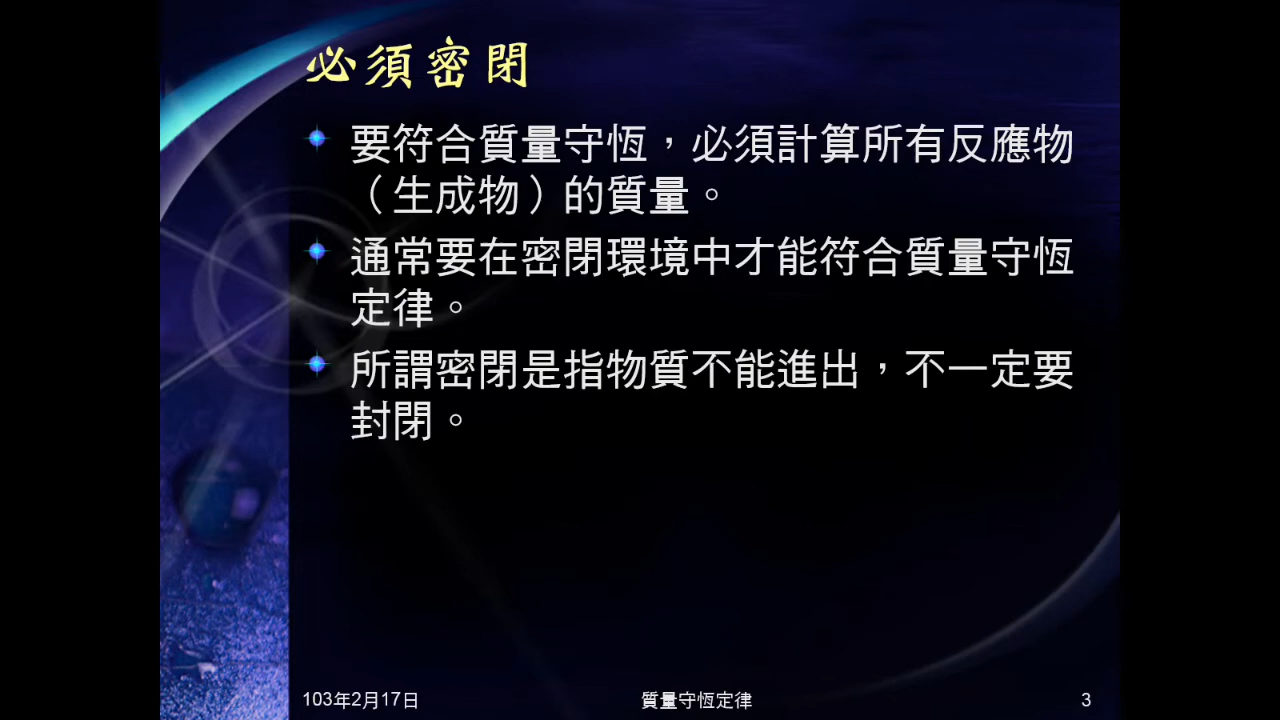 必須密閉
要符合質量守恆，必須計算所有反應物
（生成物）的質量。
通常要在密閉環境中才能符合質量守恆
定律。
所謂密閉是指物質不能進出，不一定要
封閉。
103年2月17日
質量守恆定律
3